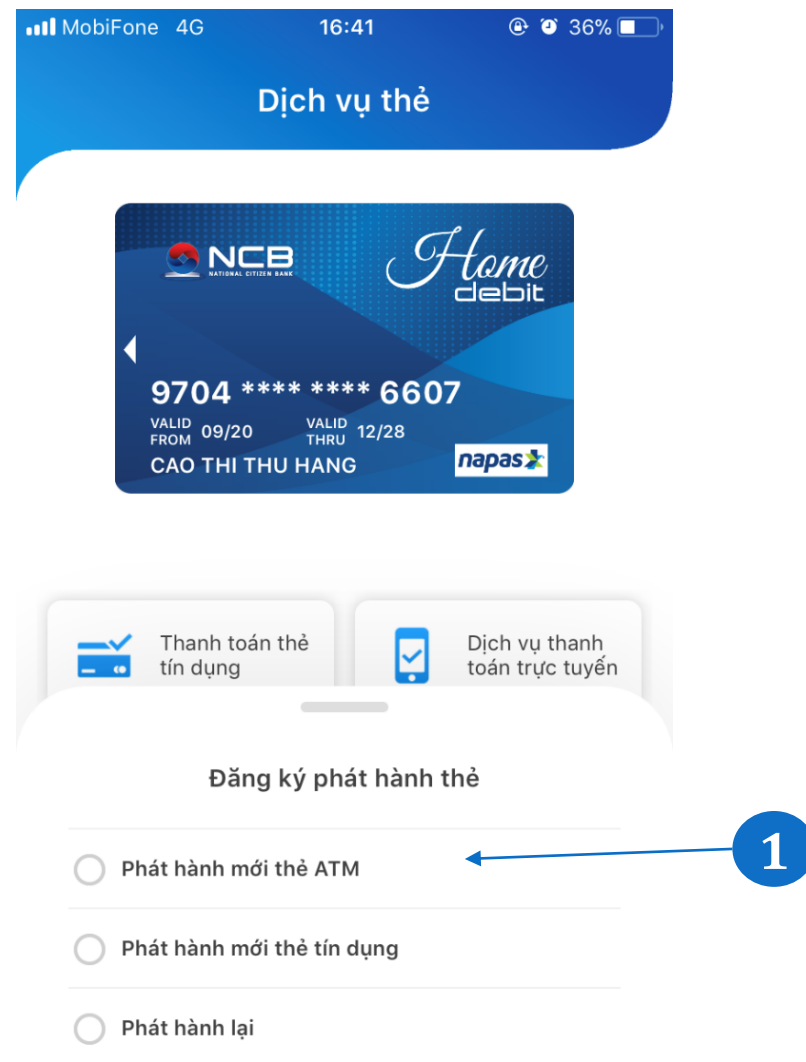 MobiFone 4G 16:41 36%
Dịch vụ thẻ
NCB
NATIONAL CITIZEN BANK
Home
debit
9704 **** **** 6607
VALID FROM 09/20 VALID THRU 12/28
CAO THI THU HANG
napas
Thanh toán thẻ
tín dụng
Dịch vụ thanh
toán trực tuyến
Đăng ký phát hành thẻ
Phát hành mới thẻ ATM
1
Phát hành mới thẻ tín dụng
Phát hành lại